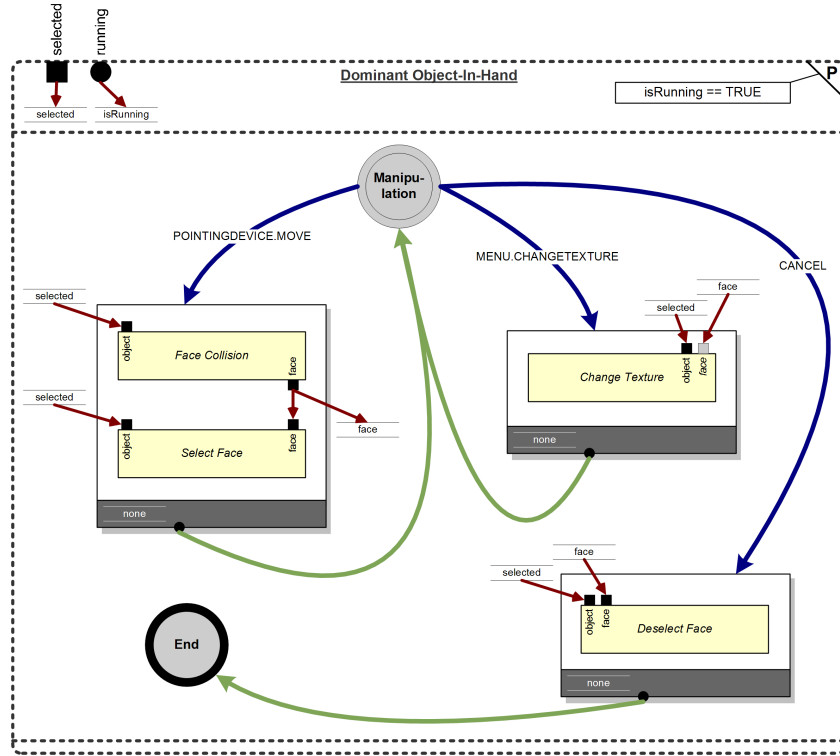 selected
running
Dominant Object-In-Hand
P
isRunning == TRUE
selected
isRunning
Manipu-
lation
POINTINGDEVICE.MOVE
MENU.CHANGETEXTURE
CANCEL
selected
object
Face Collision
face
selected
object
face
Select Face
face
none
selected
face
object
face
Change Texture
none
face
selected
object
face
Deselect Face
none
End